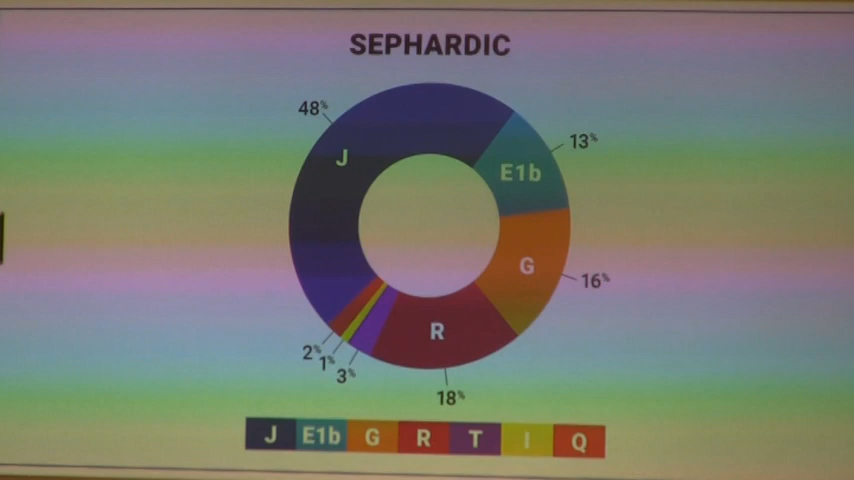 SEPHARDIC
48%
J
13%
E1b
G
16%
R
2%
1%
3%
18%
J E1b G R T I Q